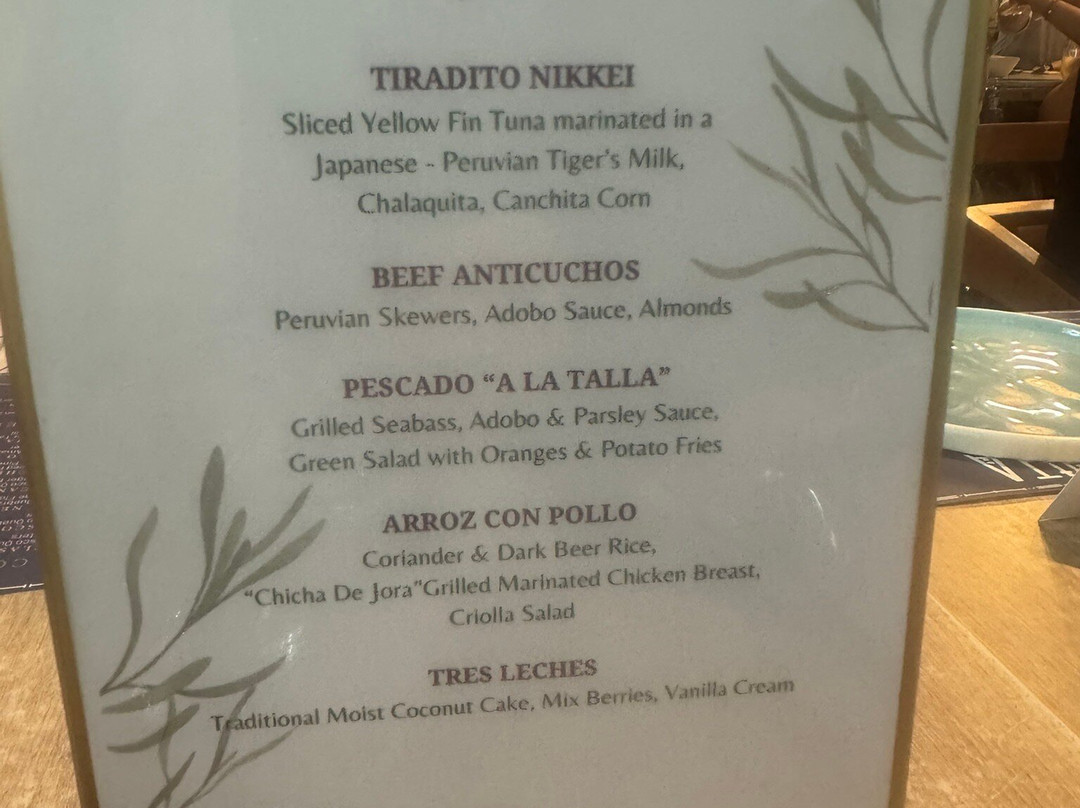 TIRADITO NIKKEI
Sliced Yellow Fin Tuna marinated in a
Japanese - Peruvian Tiger's Milk,
Chalaquita, Canchita Corn
BEEF ANTICUCHOS
Peruvian Skewers, Adobo Sauce, Almonds
PESCADO “A LA TALLA”
Grilled Seabass, Adobo & Parsley Sauce,
Green Salad with Oranges & Potato Fries
ARROZ CON POLLO
Coriander & Dark Beer Rice,
“Chicha De Jora"Grilled Marinated Chicken Breast,
Criolla Salad
TRES LECHES
Traditional Moist Coconut Cake, Mix Berries, Vanilla Cream